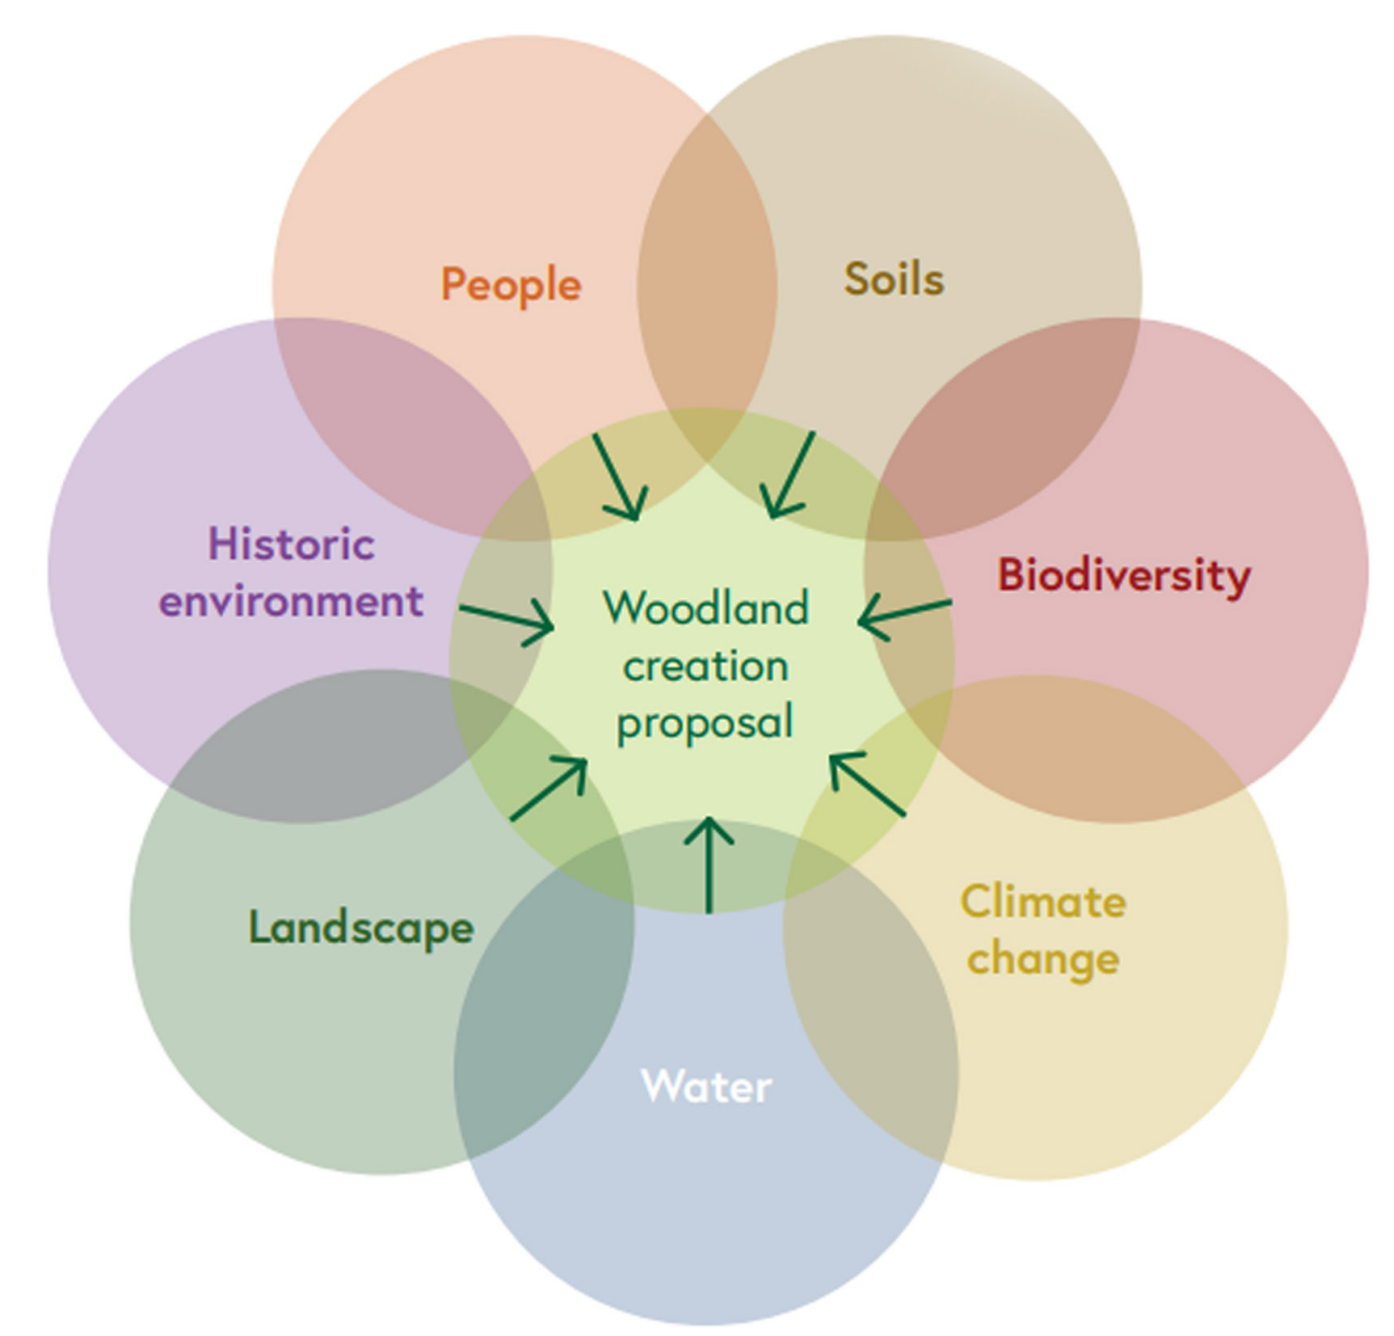 People
Soils
Historic
environment
Biodiversity
Woodland
creation
proposal
Landscape
Climate
change
Water